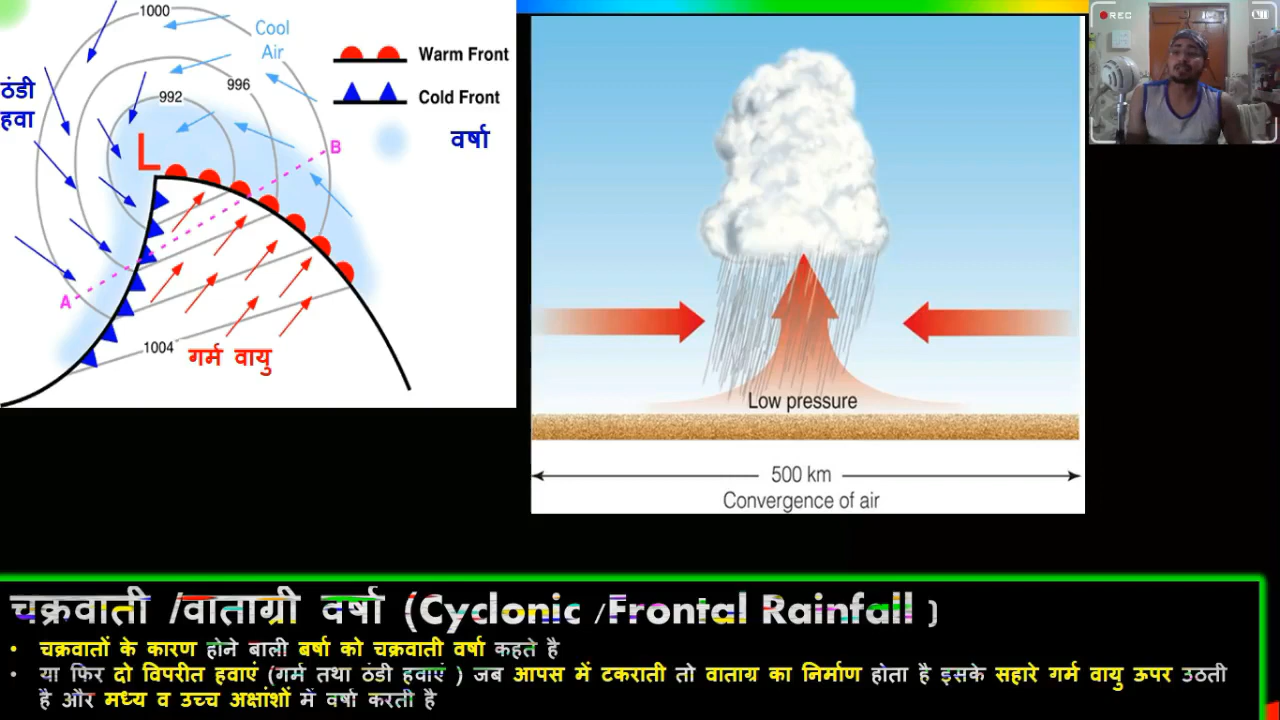 1000
Cool
Air
Warm Front
ठंडी
हवा
996
992
Cold Front
वर्षा
L
B
A
1004
गर्म वायु
REC
Low pressure
500 km
Convergence of air
चक्रवाती /वाताग्री वर्षा (Cyclonic /Frontal Rainfall )
• चक्रवातों के कारण होने बाली बर्षा को चक्रवाती वर्षा कहते है
• या फिर दो विपरीत हवाएं (गर्म तथा ठंडी हवाएं ) जब आपस में टकराती तो वाताग्र का निर्माण होता है इसके सहारे गर्म वायु ऊपर उठती
है और मध्य व उच्च अक्षांशों में वर्षा करती है